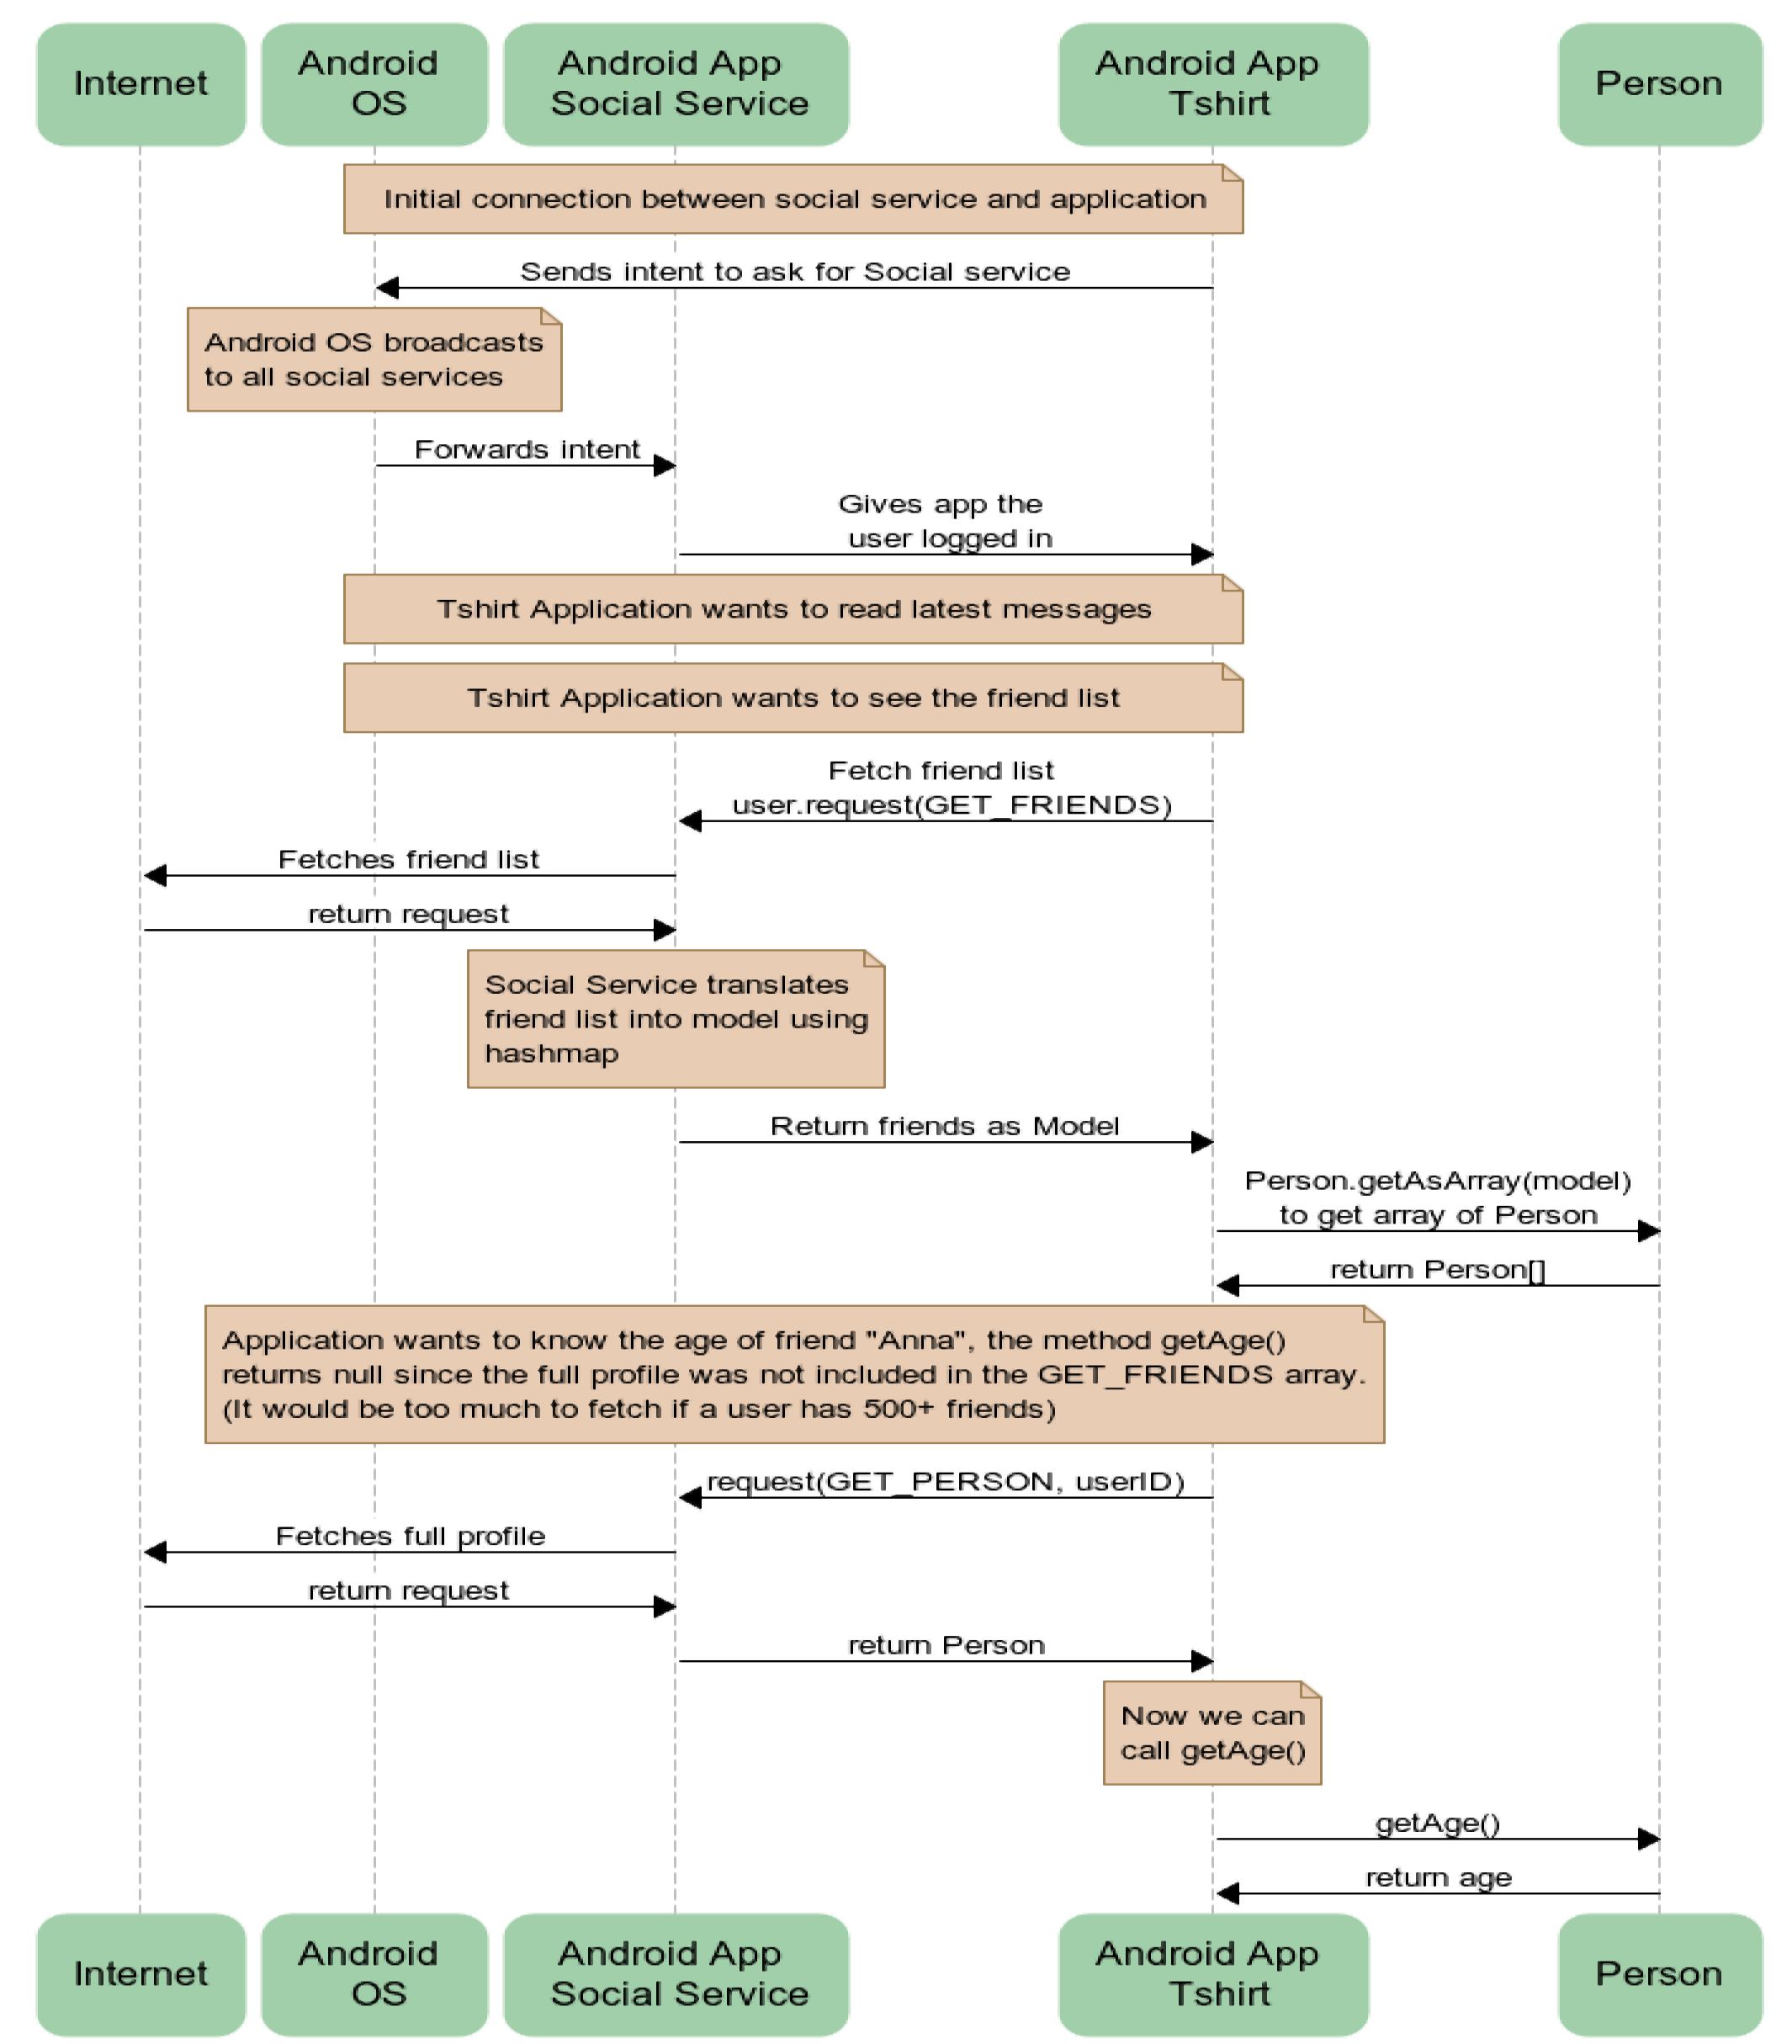 Internet
Android
OS
Android App
Social Service
Android App
Tshirt
Person
Initial connection between social service and application
Sends intent to ask for Social service
Android OS broadcasts
to all social services
Forwards intent
Gives app the
user logged in
Tshirt Application wants to read latest messages
Tshirt Application wants to see the friend list
Fetch friend list
user.request(GET_FRIENDS)
Fetches friend list
return request
Social Service translates
friend list into model using
hashmap
Return friends as Model
Person.getAsArray(model)
to get array of Person
return Person[]
Application wants to know the age of friend "Anna", the method getAge()
returns null since the full profile was not included in the GET_FRIENDS array.
(It would be too much to fetch if a user has 500+ friends)
request(GET_PERSON, userID)
Fetches full profile
return request
return Person
Now we can
call getAge()
getAge()
return age
Internet
Android
OS
Android App
Social Service
Android App
Tshirt
Person